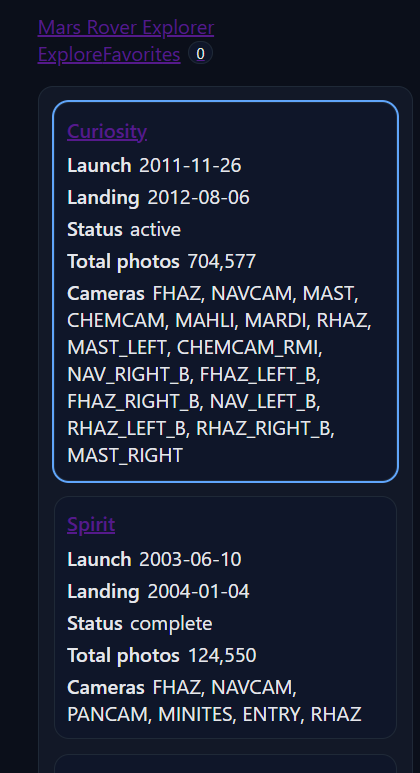 Mars Rover Explorer
ExploreFavorites 0
Curiosity
Launch 2011-11-26
Landing 2012-08-06
Status active
Total photos 704,577
Cameras FHAZ, NAVCAM, MAST,
CHEMCAM, MAHLI, MARDI, RHAZ,
MAST_LEFT, CHEMCAM_RMI,
NAV_RIGHT_B, FHAZ_LEFT_B,
FHAZ_RIGHT_B, NAV_LEFT_B,
RHAZ_LEFT_B, RHAZ_RIGHT_B,
MAST_RIGHT
Spirit
Launch 2003-06-10
Landing 2004-01-04
Status complete
Total photos 124,550
Cameras FHAZ, NAVCAM,
PANCAM, MINITES, ENTRY, RHAZ